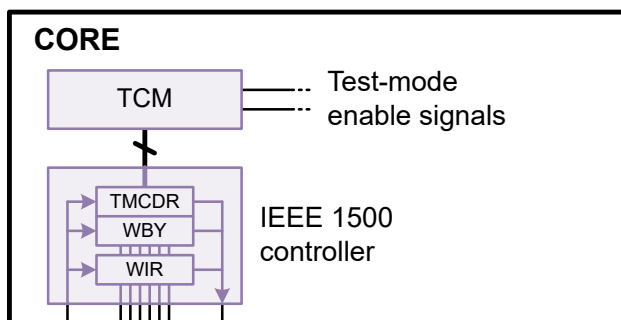 CORE
TCM
Test-mode
enable signals
TMCDR
WBY
WIR
IEEE 1500
controller